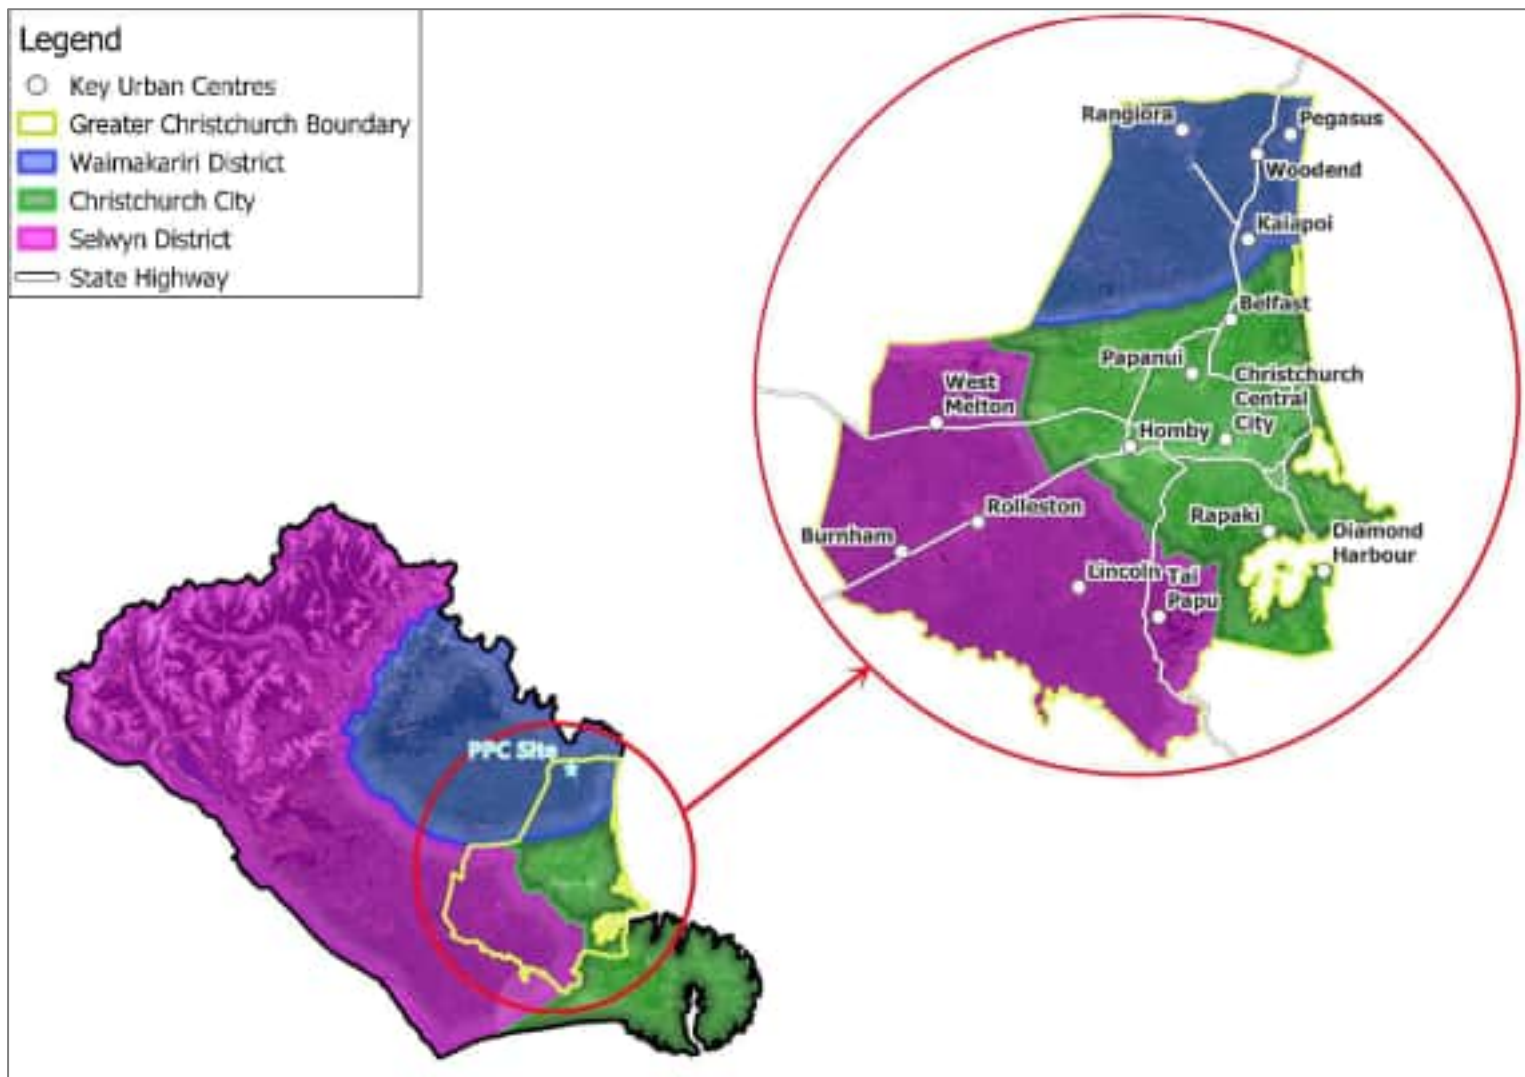 Legend
Key Urban Centres
Greater Christchurch Boundary
Waimakariri District
Christchurch City
Selwyn District
State Highway
Rangiora
Pegasus
Woodend
Kaiapoi
Belfast
Papanui
Christchurch
Central
City
West
Melton
Hornby
Rolleston
Burnham
Rapaki
Diamond
Harbour
Lincoln
Tai
Papu
PPC Site